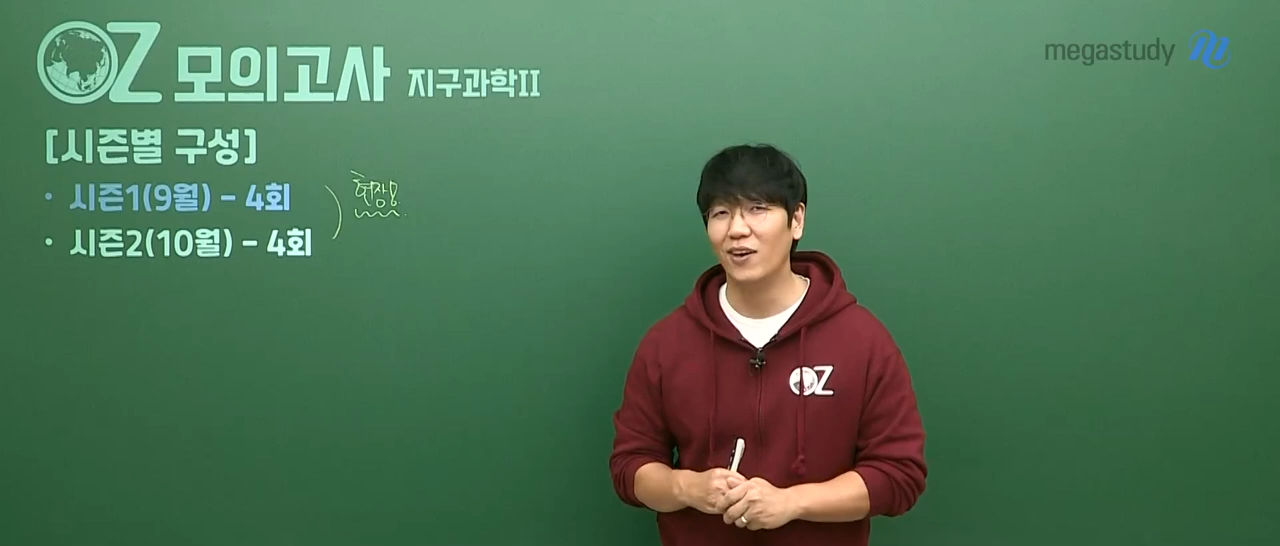 OZ 모의고사 지구과학II
megastudy
[시즌별 구성]
• 시즌1(9월) - 4회
• 시즌2(10월) - 4회
현장용
OZ